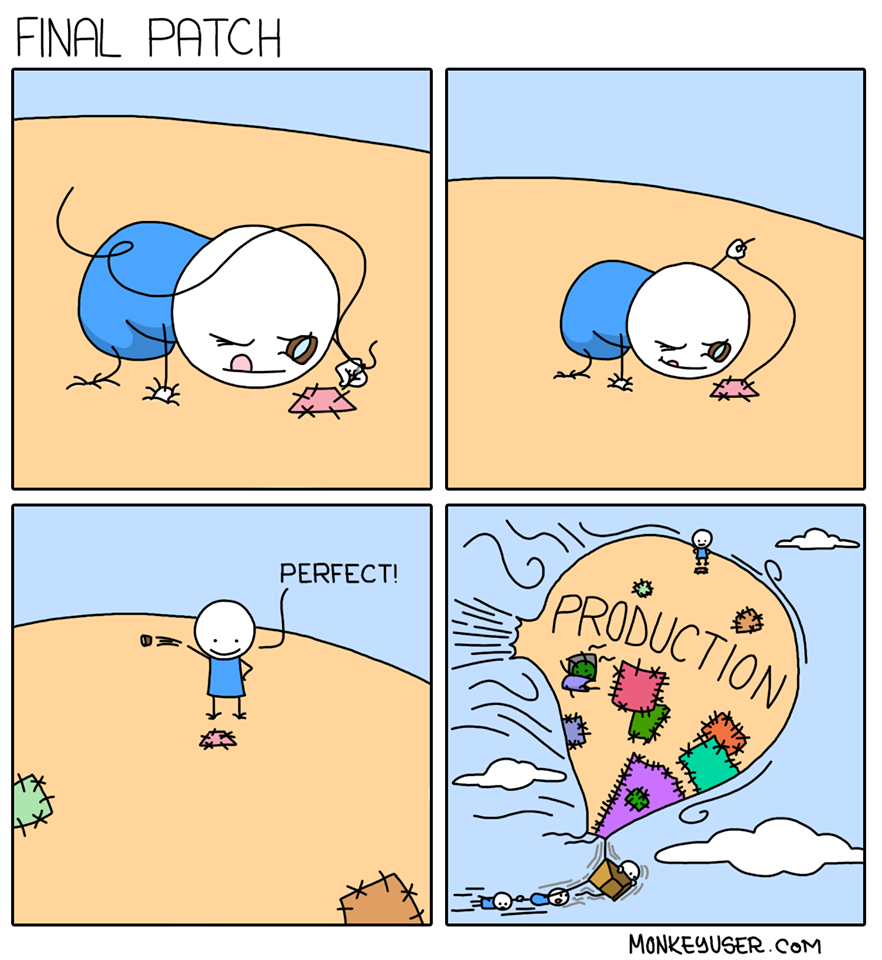 FINAL PATCH
PERFECT!
PRODUCTION
MONKEYUSER.COM